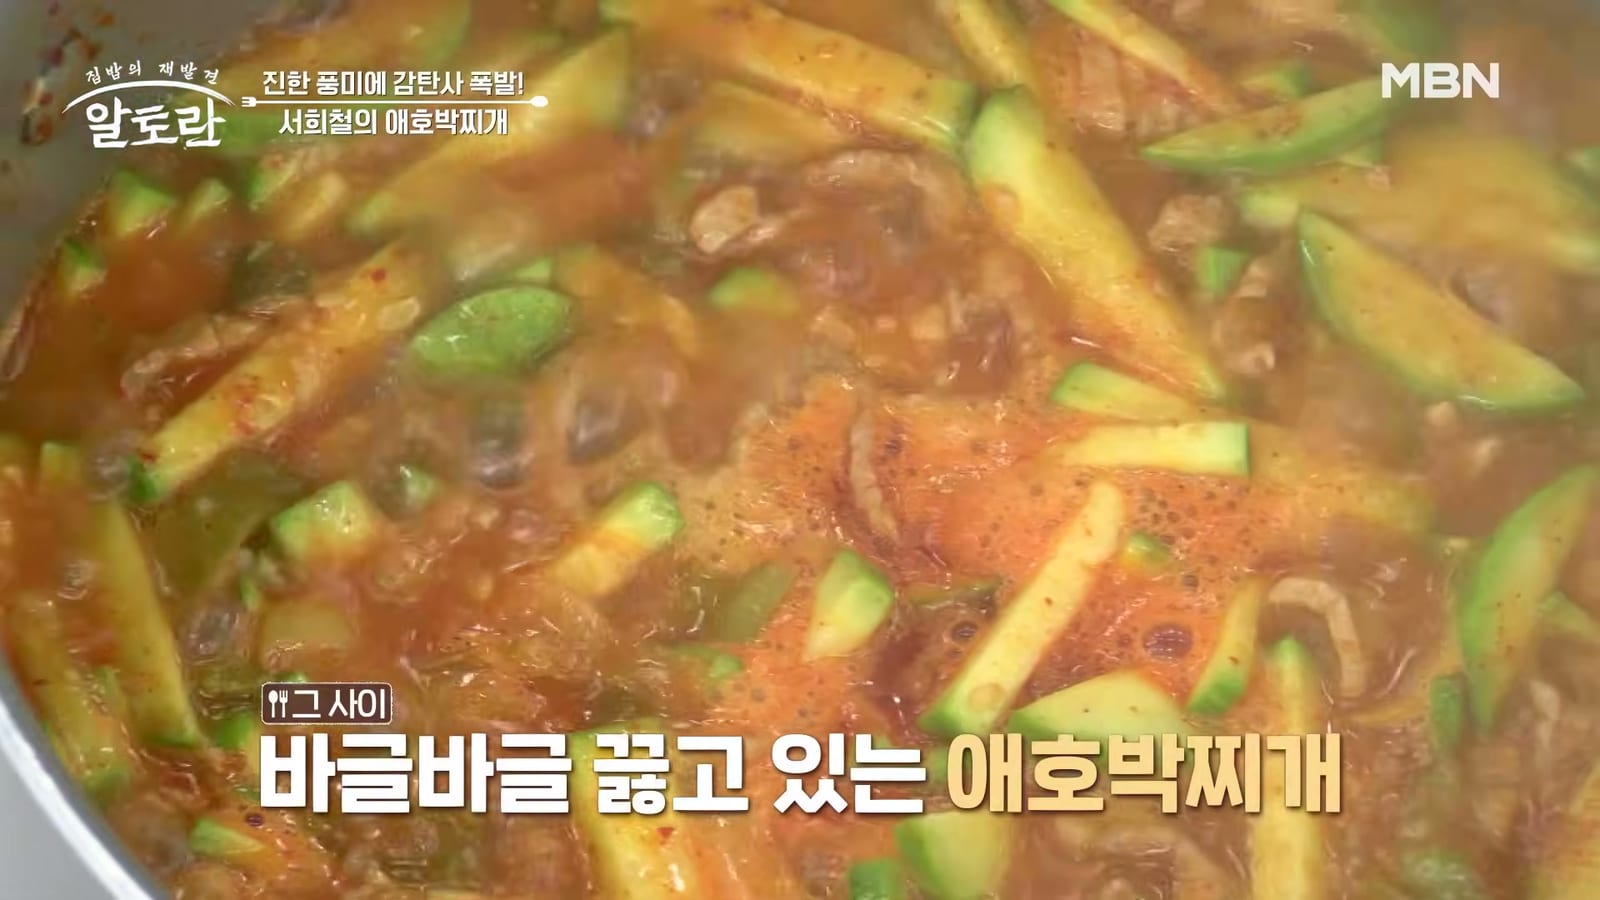 집밥의 재발견
알토란
진한 풍미에 감탄사 폭발!
서희철의 애호박찌개
MBN
그 사이
바글바글 끓고 있는 애호박찌개